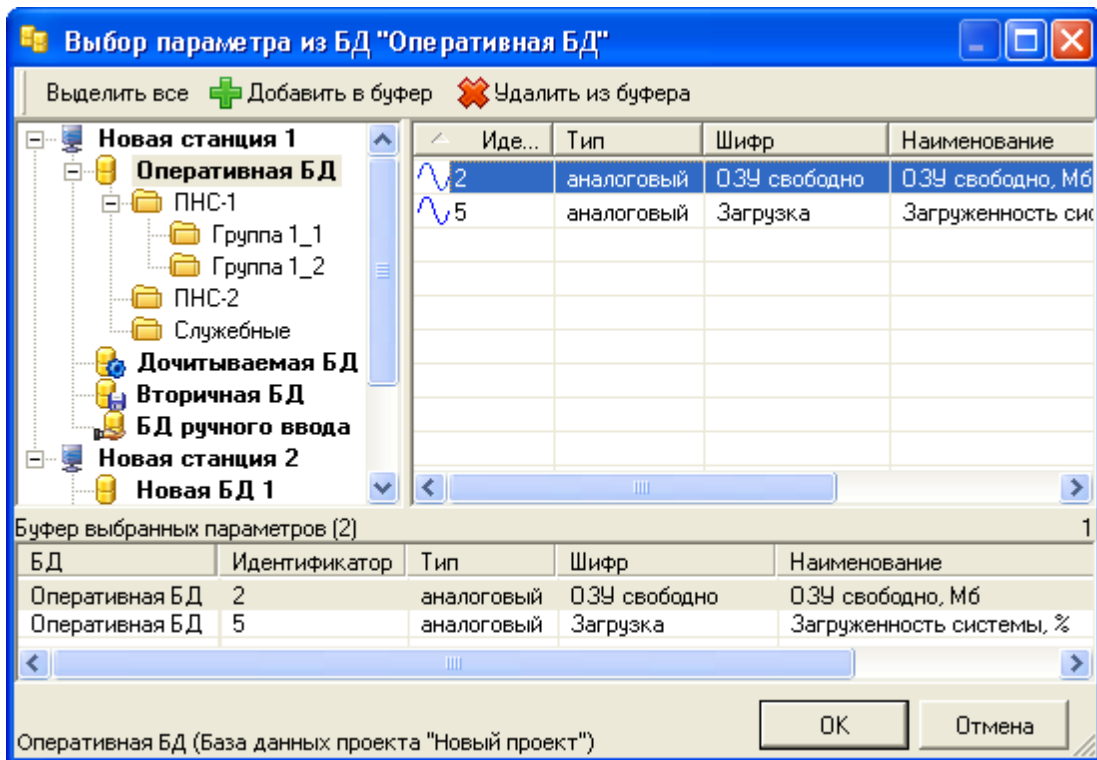 Выбор параметра из БД "Оперативная БД"
Выделить все Добавить в буфер Удалить из буфера
Новая станция 1
Оперативная БД
ПНС-1
Группа 1_1
Группа 1_2
ПНС-2
Служебные
Дочитываемая БД
Вторичная БД
БД ручного ввода
Новая станция 2
Новая БД 1
Иде... Тип Шифр Наименование
2 аналоговый ОЗУ свободно ОЗУ свободно, Мб
5 аналоговый Загрузка Загруженность сис
Буфер выбранных параметров (2) 1
БД Идентификатор Тип Шифр Наименование
Оперативная БД 2 аналоговый ОЗУ свободно ОЗУ свободно, Мб
Оперативная БД 5 аналоговый Загрузка Загруженность системы, %
OK Отмена
Оперативная БД (База данных проекта "Новый проект")